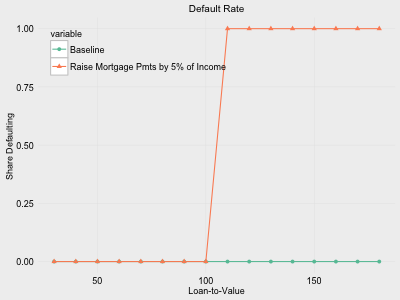 Default Rate
variable
Baseline
Raise Mortgage Pmts by 5% of Income
Share Defaulting
1.00
0.75
0.50
0.25
0.00
50
100
150
Loan-to-Value